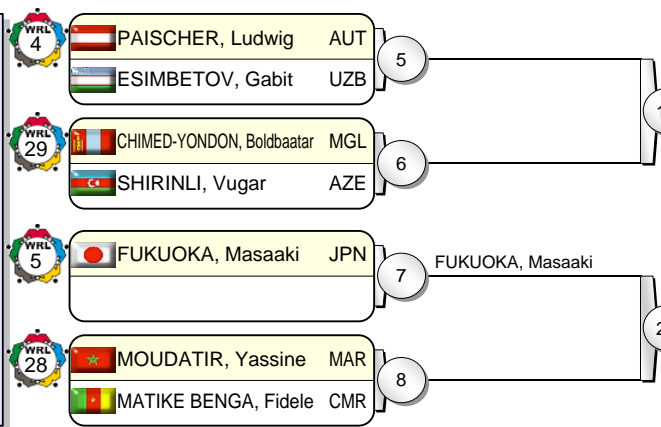 WRL
4
PAISCHER, Ludwig AUT
ESIMBETOV, Gabit UZB
5
WRL
29
CHIMED-YONDON, Boldbaatar MGL
SHIRINLI, Vugar AZE
6
WRL
5
FUKUOKA, Masaaki JPN
7
FUKUOKA, Masaaki
WRL
28
MOUDATIR, Yassine MAR
MATIKE BENGA, Fidele CMR
8